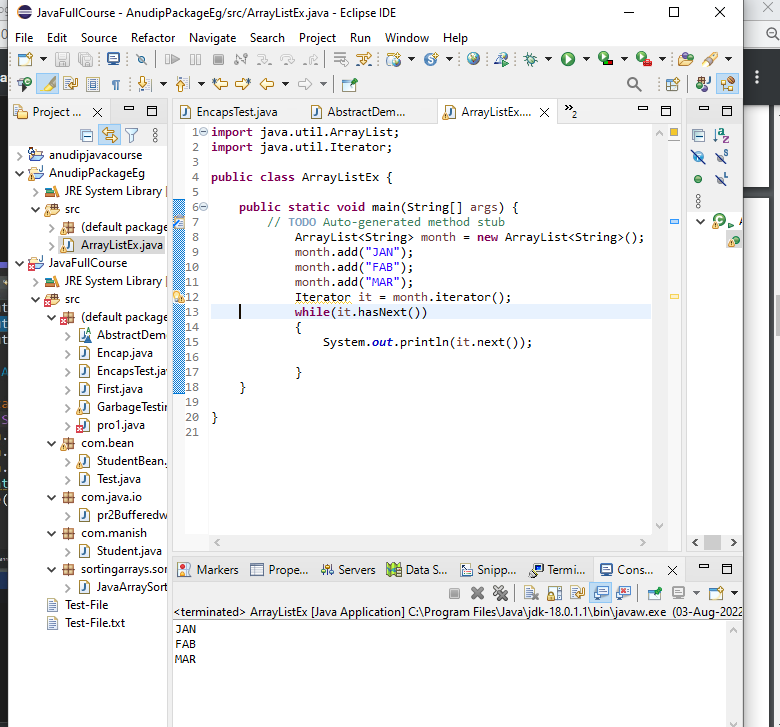 JavaFullCourse - AnudipPackageEg/src/ArrayListEx.java - Eclipse IDE
File Edit Source Refactor Navigate Search Project Run Window Help
Project ...
EncapsTest.java AbstractDem... ArrayListEx.... »2
anudipjavacourse
AnudipPackageEg
JRE System Library
src
(default package
ArrayListEx.java
JavaFullCourse
JRE System Library
src
(default package
AbstractDem
Encap.java
EncapsTest.ja
First.java
GarbageTestin
pro1.java
com.bean
StudentBean.
Test.java
com.java.io
pr2Bufferedw
com.manish
Student.java
sortingarrays.sor
JavaArraySort
Test-File
Test-File.txt
1 import java.util.ArrayList;
2 import java.util.Iterator;
3
4 public class ArrayListEx {
5
6 public static void main(String[] args) {
7 // TODO Auto-generated method stub
8 ArrayList<String> month = new ArrayList<String>();
9 month.add("JAN");
10 month.add("FAB");
11 month.add("MAR");
12 Iterator it = month.iterator();
13 while(it.hasNext())
14 {
15 System.out.println(it.next());
16
17 }
18 }
19
20 }
21
Markers Prope... Servers Data S... Snipp... Termi... Cons...
<terminated> ArrayListEx [Java Application] C:\Program Files\Java\jdk-18.0.1.1\bin\javaw.exe (03-Aug-2022
JAN
FAB
MAR